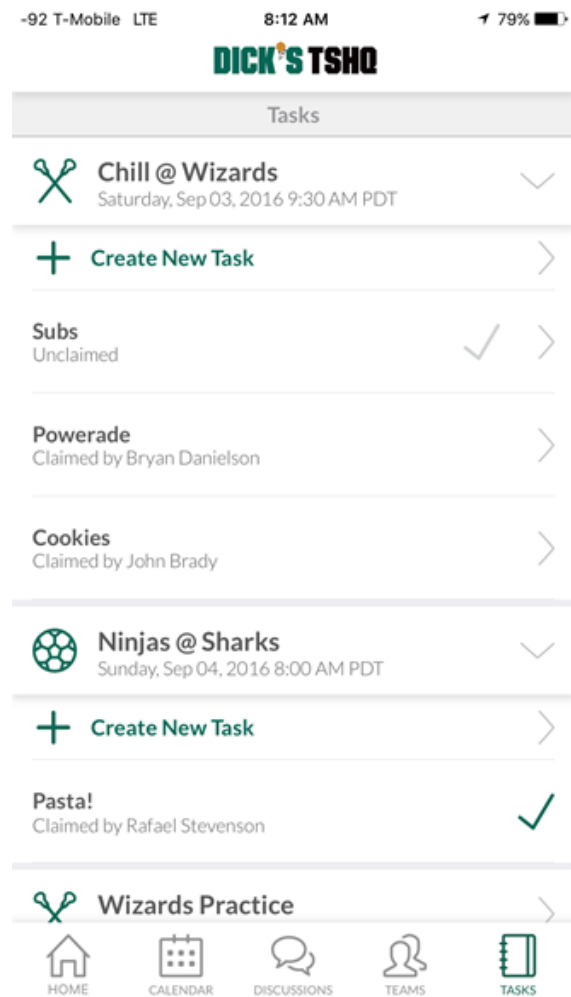 -92 T-Mobile LTE 8:12 AM 79%
DICK'S TSHQ
Tasks
Chill @ Wizards
Saturday, Sep 03, 2016 9:30 AM PDT
Create New Task
Subs
Unclaimed
Powerade
Claimed by Bryan Danielson
Cookies
Claimed by John Brady
Ninjas @ Sharks
Sunday, Sep 04, 2016 8:00 AM PDT
Create New Task
Pasta!
Claimed by Rafael Stevenson
Wizards Practice
HOME CALENDAR DISCUSSIONS TEAMS TASKS